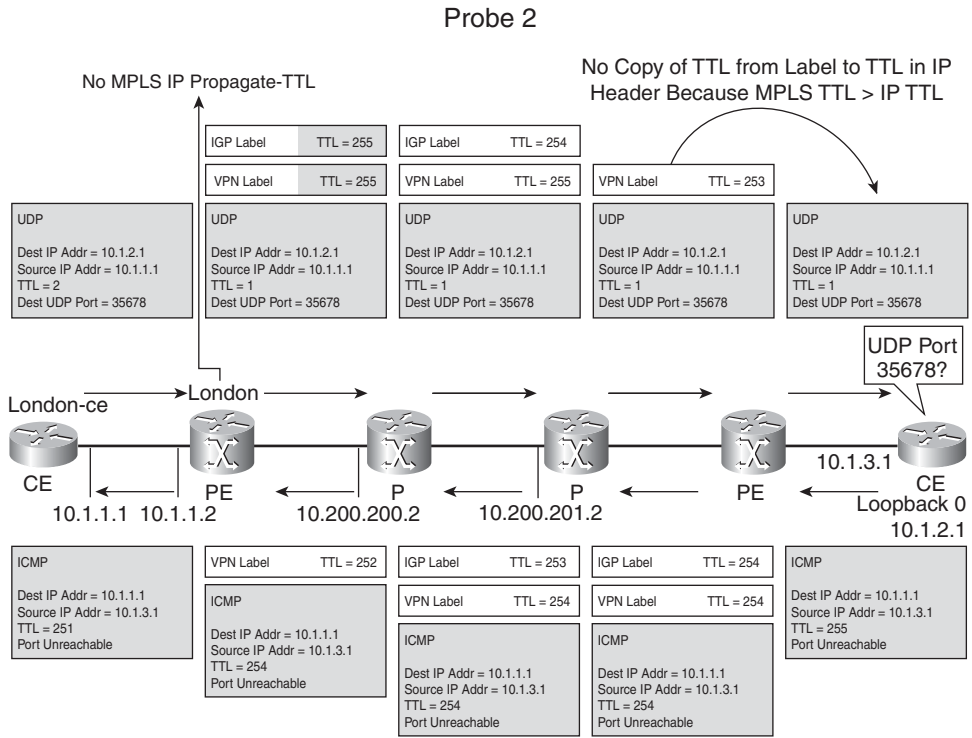 Probe 2
No MPLS IP Propagate-TTL
No Copy of TTL from Label to TTL in IP
Header Because MPLS TTL > IP TTL
IGP Label TTL = 255
IGP Label TTL = 254
VPN Label TTL = 255
VPN Label TTL = 255
VPN Label TTL = 253
UDP
Dest IP Addr = 10.1.2.1
Source IP Addr = 10.1.1.1
TTL = 2
Dest UDP Port = 35678
UDP
Dest IP Addr = 10.1.2.1
Source IP Addr = 10.1.1.1
TTL = 1
Dest UDP Port = 35678
UDP
Dest IP Addr = 10.1.2.1
Source IP Addr = 10.1.1.1
TTL = 1
Dest UDP Port = 35678
UDP
Dest IP Addr = 10.1.2.1
Source IP Addr = 10.1.1.1
TTL = 1
Dest UDP Port = 35678
UDP
Dest IP Addr = 10.1.2.1
Source IP Addr = 10.1.1.1
TTL = 1
Dest UDP Port = 35678
UDP Port
35678?
London-ce
London
CE
PE
P
P
PE
10.1.3.1
CE
Loopback 0
10.1.2.1
10.1.1.1
10.1.1.2
10.200.200.2
10.200.201.2
ICMP
Dest IP Addr = 10.1.1.1
Source IP Addr = 10.1.3.1
TTL = 251
Port Unreachable
VPN Label TTL = 252
ICMP
Dest IP Addr = 10.1.1.1
Source IP Addr = 10.1.3.1
TTL = 254
Port Unreachable
IGP Label TTL = 253
VPN Label TTL = 254
ICMP
Dest IP Addr = 10.1.1.1
Source IP Addr = 10.1.3.1
TTL = 254
Port Unreachable
IGP Label TTL = 254
VPN Label TTL = 254
ICMP
Dest IP Addr = 10.1.1.1
Source IP Addr = 10.1.3.1
TTL = 254
Port Unreachable
ICMP
Dest IP Addr = 10.1.1.1
Source IP Addr = 10.1.3.1
TTL = 255
Port Unreachable